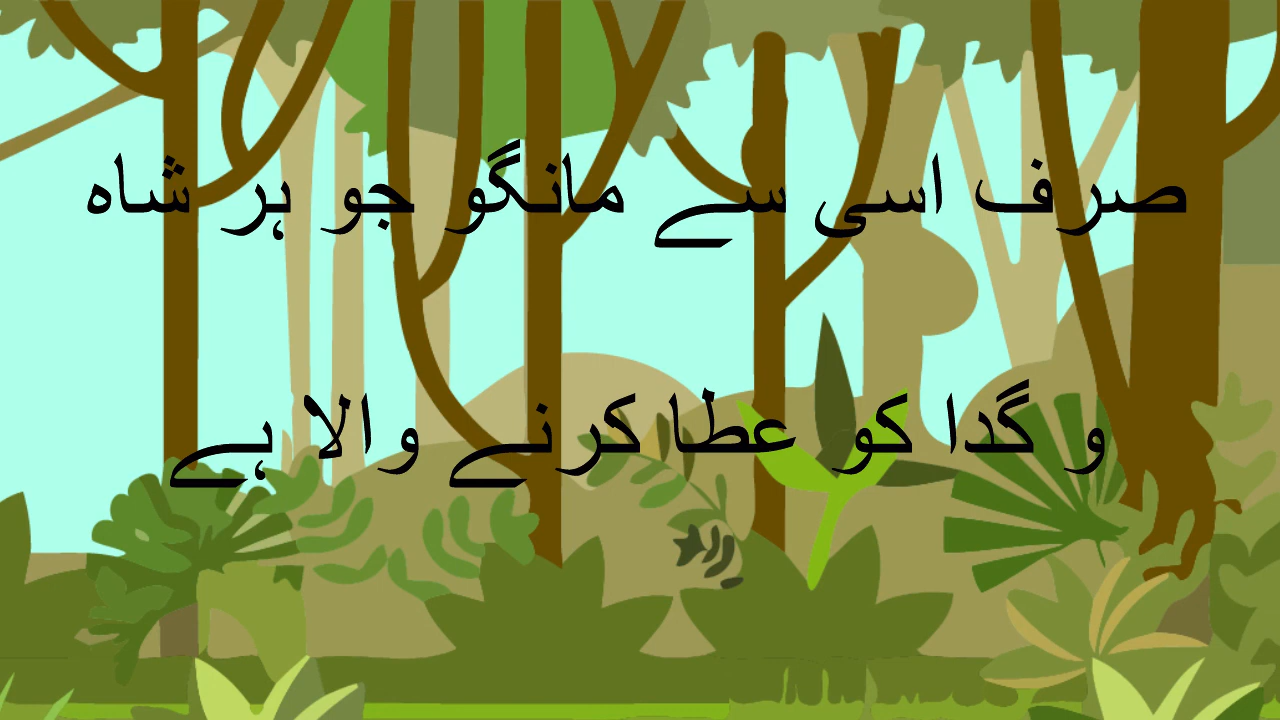 صرف اسی سے مانگو جو ہر شاہ
و گدا کو عطا کرنے والا ہے